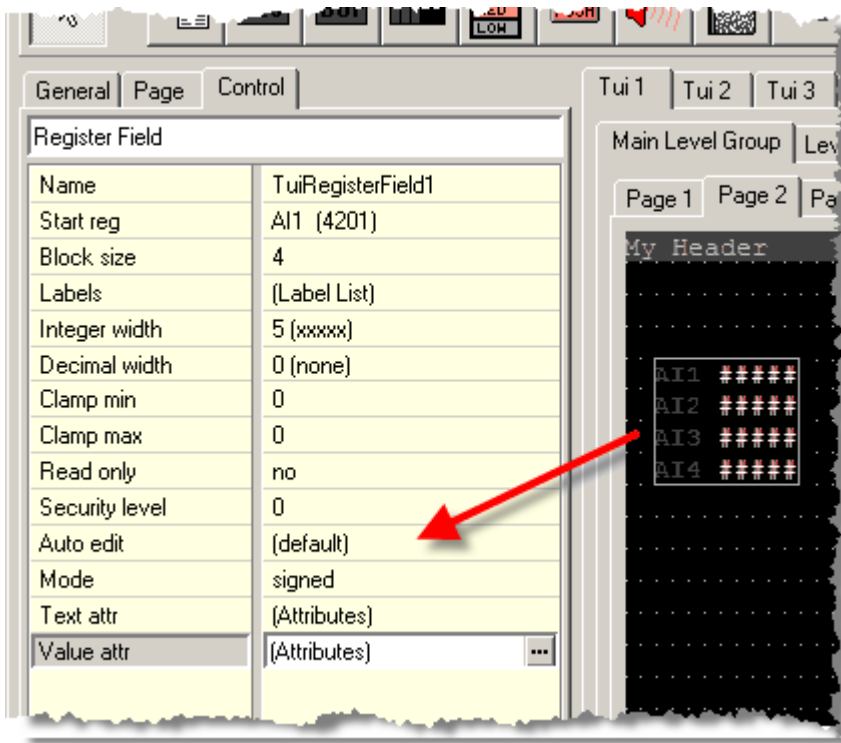 LOW
General Page Control
Register Field
Name TuiRegisterField1
Start reg AI1 (4201)
Block size 4
Labels (Label List)
Integer width 5 (xxxxx)
Decimal width 0 (none)
Clamp min 0
Clamp max 0
Read only no
Security level 0
Auto edit (default)
Mode signed
Text attr (Attributes)
Value attr (Attributes) ...
Tui 1 Tui 2 Tui 3
Main Level Group Lev
Page 1 Page 2 Pa
My Header
AI1 #####
AI2 #####
AI3 #####
AI4 #####